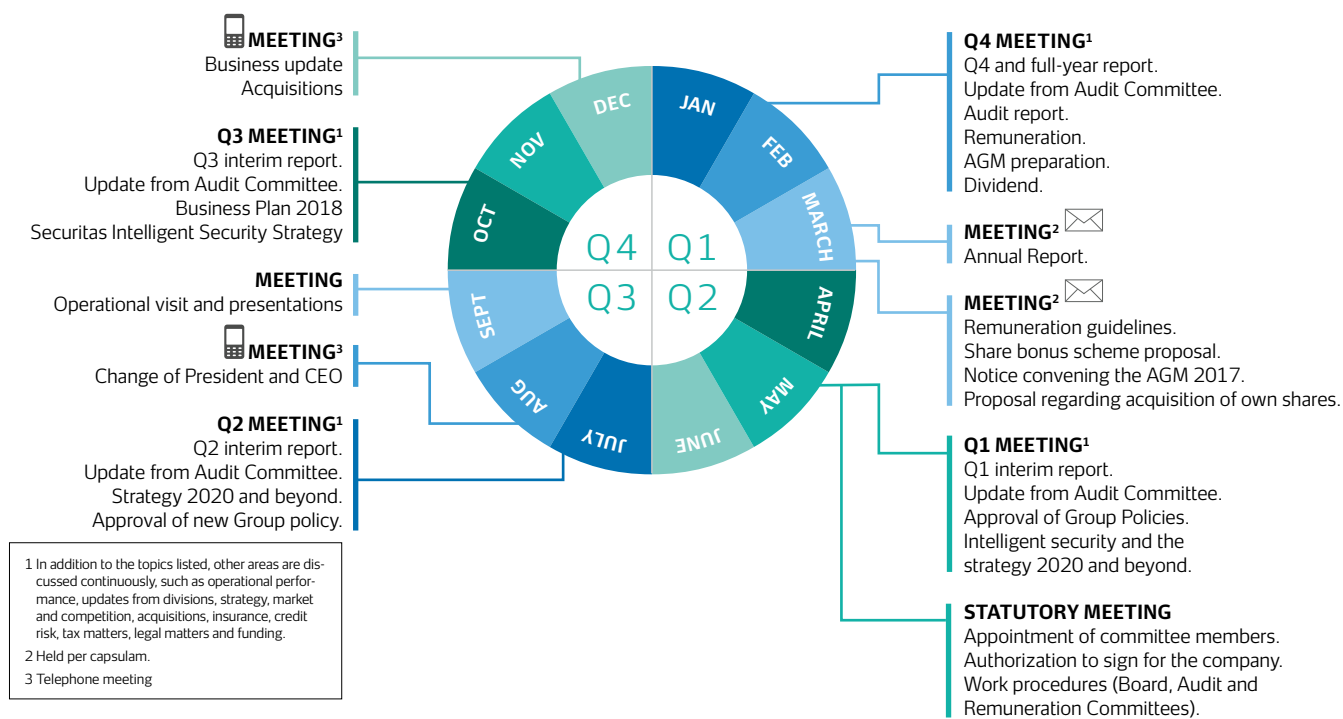 MEETING³
Business update
Acquisitions
Q3 MEETING¹
Q3 interim report.
Update from Audit Committee.
Business Plan 2018
Securitas Intelligent Security Strategy
MEETING
Operational visit and presentations
MEETING³
Change of President and CEO
Q2 MEETING¹
Q2 interim report.
Update from Audit Committee.
Strategy 2020 and beyond.
Approval of new Group policy.
1 In addition to the topics listed, other areas are dis-
cussed continuously, such as operational perfor-
mance, updates from divisions, strategy, market
and competition, acquisitions, insurance, credit
risk, tax matters, legal matters and funding.
2 Held per capsulam.
3 Telephone meeting
JAN
FEB
MARCH
APRIL
MAY
JUNE
JULY
AUG
SEPT
OCT
NOV
DEC
Q4 Q1
Q3 Q2
Q4 MEETING¹
Q4 and full-year report.
Update from Audit Committee.
Audit report.
Remuneration.
AGM preparation.
Dividend.
MEETING²
Annual Report.
MEETING²
Remuneration guidelines.
Share bonus scheme proposal.
Notice convening the AGM 2017.
Proposal regarding acquisition of own shares.
Q1 MEETING¹
Q1 interim report.
Update from Audit Committee.
Approval of Group Policies.
Intelligent security and the
strategy 2020 and beyond.
STATUTORY MEETING
Appointment of committee members.
Authorization to sign for the company.
Work procedures (Board, Audit and
Remuneration Committees).